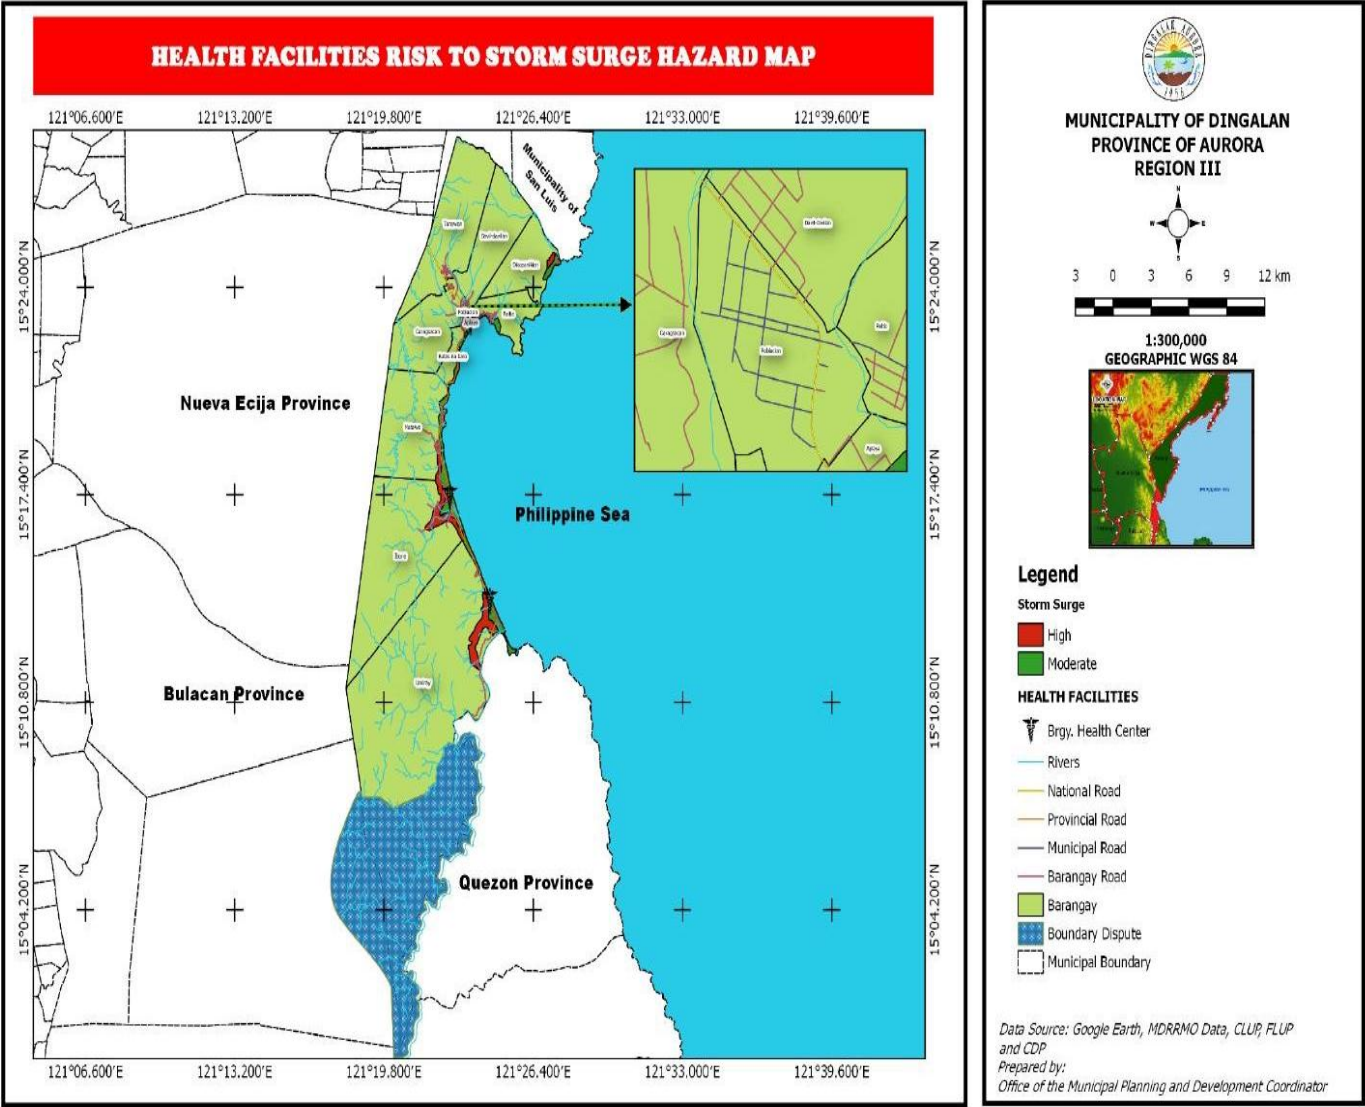 HEALTH FACILITIES RISK TO STORM SURGE HAZARD MAP
121°06.600'E 121°13.200'E 121°19.800'E 121°26.400'E 121°33.000'E 121°39.600'E
15°24.000'N
15°17.400'N
15°10.800'N
15°04.200'N
Municipality of
San Luis
Poblacion
Matawe
Nueva Ecija Province
Philippine Sea
Bulacan Province
Quezon Province
Caragsacan
Poblacion
15°24.000'N
15°17.400'N
15°10.800'N
15°04.200'N
121°06.600'E 121°13.200'E 121°19.800'E 121°26.400'E 121°33.000'E 121°39.600'E
DINGALAN AURORA
1956
MUNICIPALITY OF DINGALAN
PROVINCE OF AURORA
REGION III
N
W E
S
3 0 3 6 9 12 km
1:300,000
GEOGRAPHIC WGS 84
Legend
Storm Surge
High
Moderate
HEALTH FACILITIES
Brgy. Health Center
Rivers
National Road
Provincial Road
Municipal Road
Barangay Road
Barangay
Boundary Dispute
Municipal Boundary
Data Source: Google Earth, MDRRMO Data, CLUP, FLUP
and CDP
Prepared by:
Office of the Municipal Planning and Development Coordinator